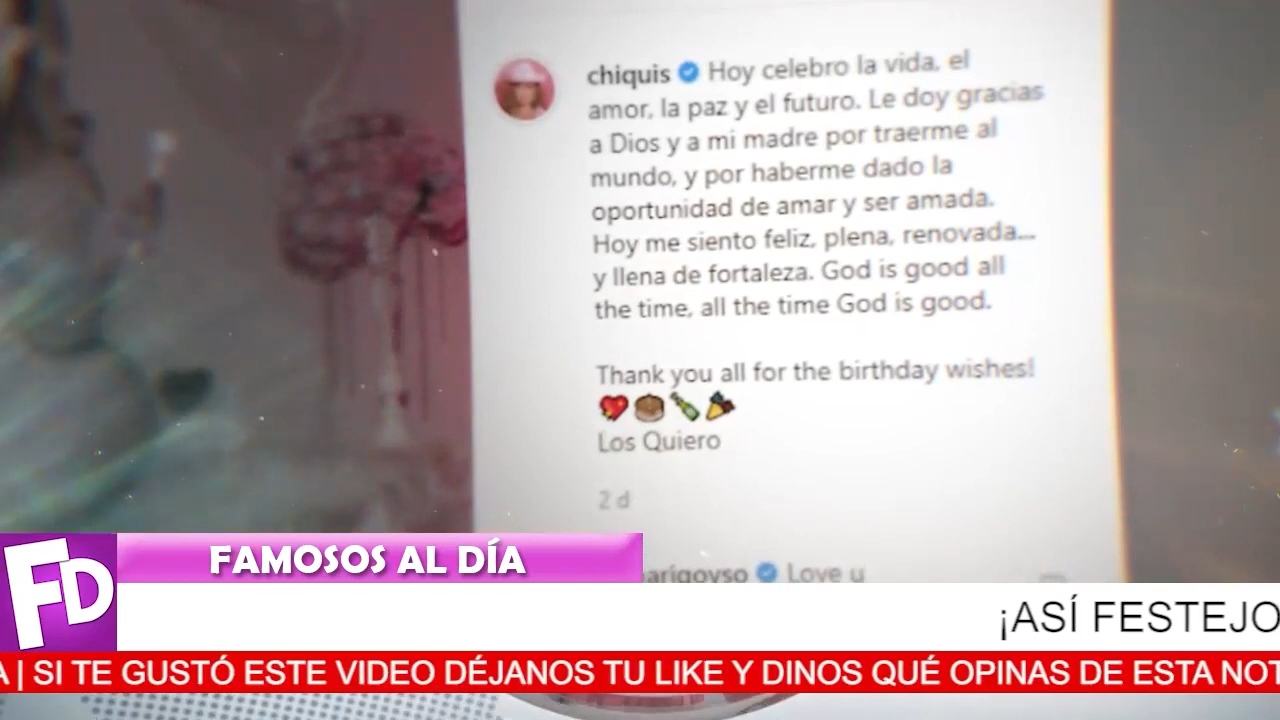 chiquis Hoy celebro la vida, el
amor, la paz y el futuro. Le doy gracias
a Dios y a mi madre por traerme al
mundo, y por haberme dado la
oportunidad de amar y ser amada.
Hoy me siento feliz, plena, renovada...
y llena de fortaleza. God is good all
the time, all the time God is good.
Thank you all for the birthday wishes!
💖🎂🍾🎉
Los Quiero
2 d
Love u
FD
FAMOSOS AL DÍA
¡ASÍ FESTEJO
A | SI TE GUSTÓ ESTE VIDEO DÉJANOS TU LIKE Y DINOS QUÉ OPINAS DE ESTA NOT